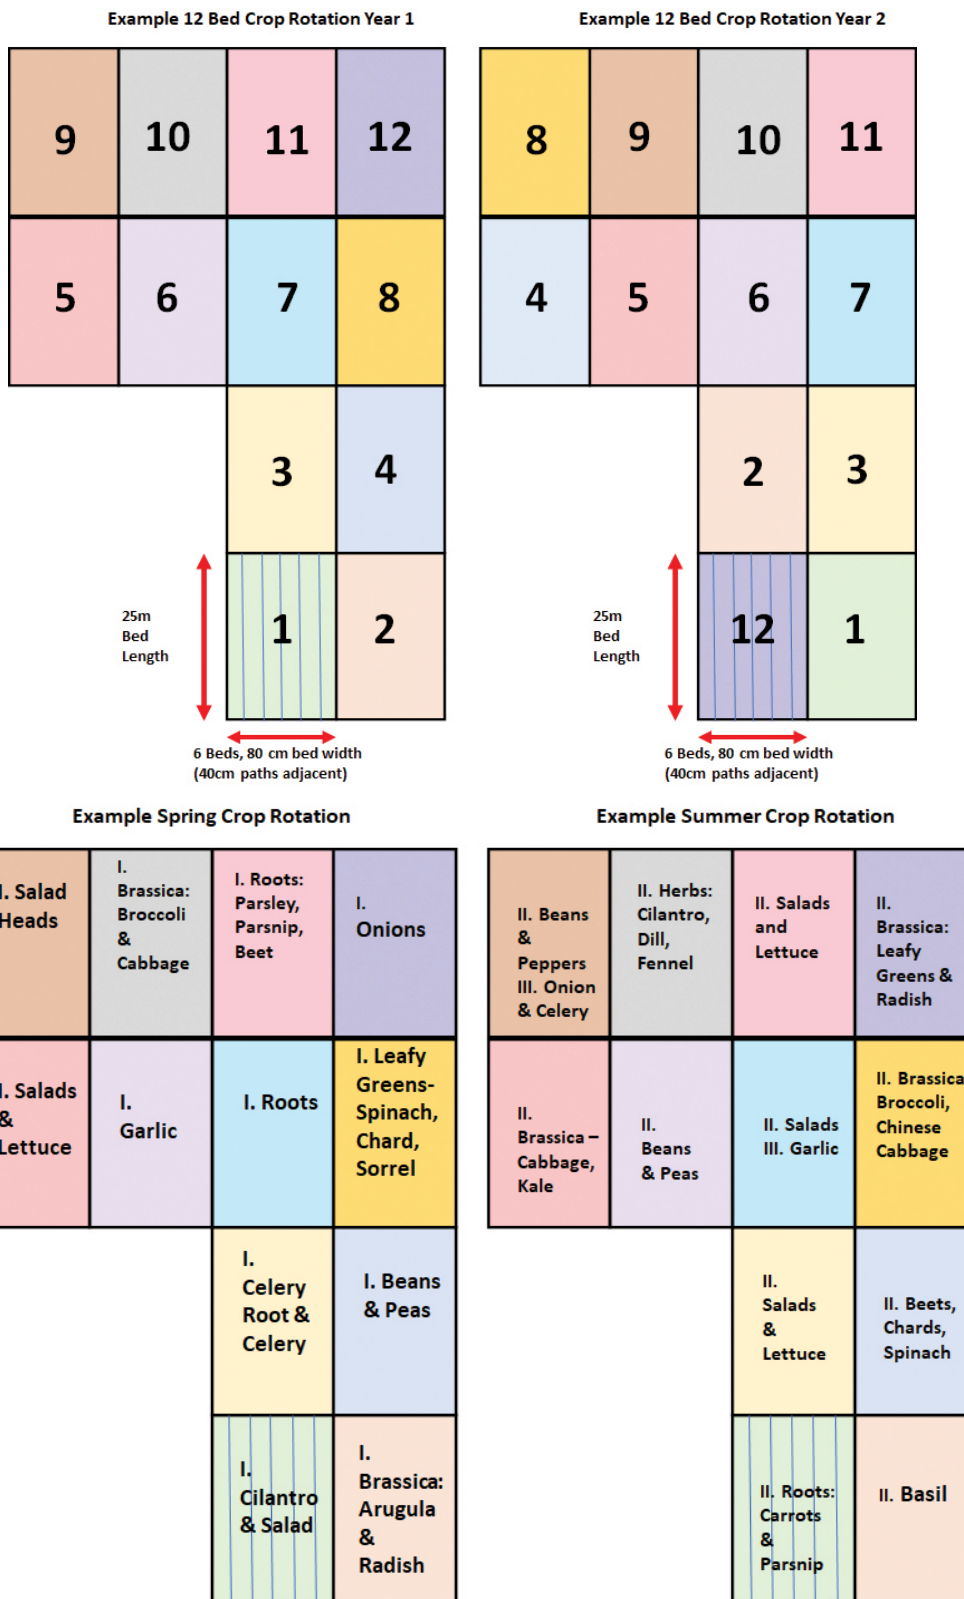 Example 12 Bed Crop Rotation Year 1
9
10
11
12
5
6
7
8
3
4
1
2
25m
Bed
Length
6 Beds, 80 cm bed width
(40cm paths adjacent)
Example 12 Bed Crop Rotation Year 2
8
9
10
11
4
5
6
7
2
3
12
1
25m
Bed
Length
6 Beds, 80 cm bed width
(40cm paths adjacent)
Example Spring Crop Rotation
I. Salad
Heads
I.
Brassica:
Broccoli
&
Cabbage
I. Roots:
Parsley,
Parsnip,
Beet
I.
Onions
I. Salads
&
Lettuce
I.
Garlic
I. Roots
I. Leafy
Greens-
Spinach,
Chard,
Sorrel
I.
Celery
Root &
Celery
I. Beans
& Peas
I.
Cilantro
& Salad
I.
Brassica:
Arugula
&
Radish
Example Summer Crop Rotation
II. Beans
&
Peppers
III. Onion
& Celery
II. Herbs:
Cilantro,
Dill,
Fennel
II. Salads
and
Lettuce
II.
Brassica:
Leafy
Greens &
Radish
II.
Brassica –
Cabbage,
Kale
II.
Beans
& Peas
II. Salads
III. Garlic
II. Brassica
Broccoli,
Chinese
Cabbage
II.
Salads
&
Lettuce
II. Beets,
Chards,
Spinach
II. Roots:
Carrots
&
Parsnip
II. Basil